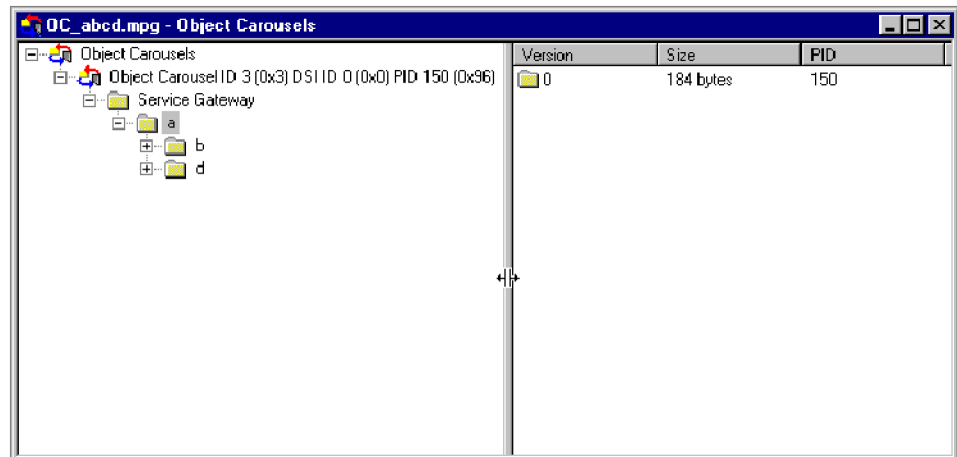 OC_abcd.mpg - Object Carousels
Object Carousels
Object Carousel ID 3 (0x3) DSI ID 0 (0x0) PID 150 (0x96)
Service Gateway
a
b
d
Version Size PID
0 184 bytes 150